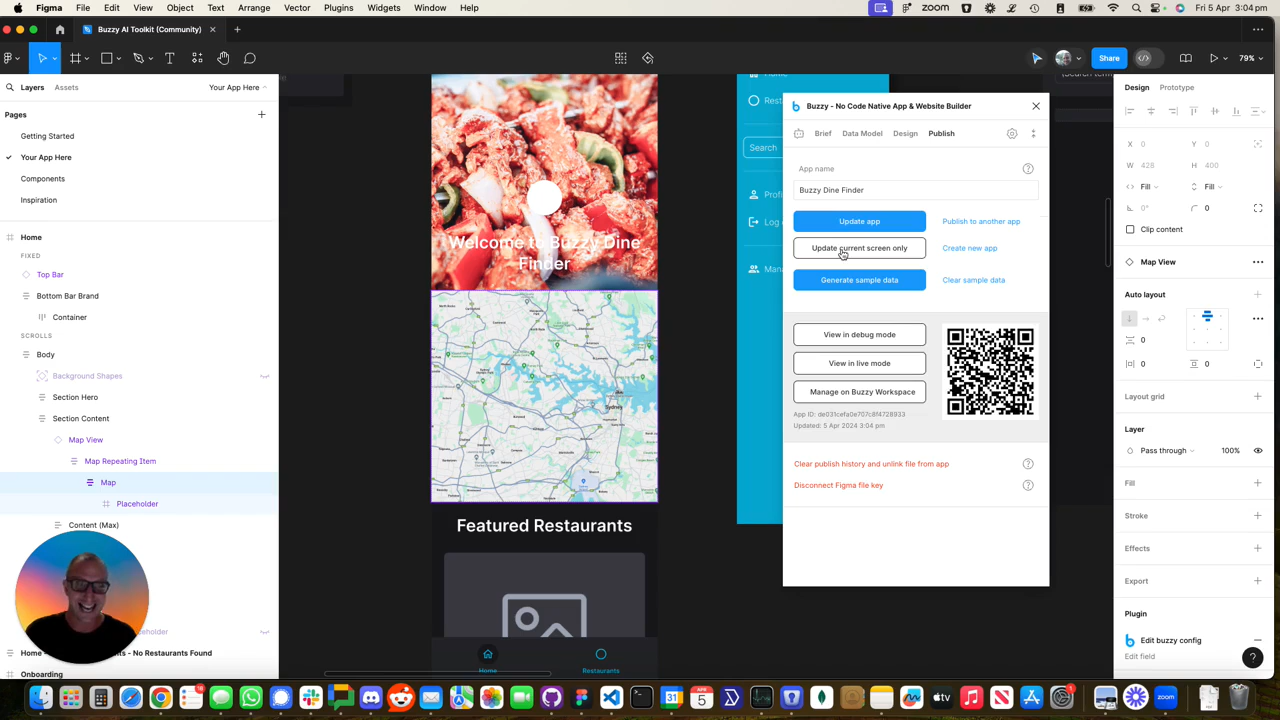 Figma File Edit View Object Text Arrange Vector Plugins Widgets Window Help
ZOOM
Fri 5 Apr 3:04 pm
Buzzy AI Toolkit (Community)
Share
79%
Layers Assets
Your App Here
Pages
Getting Started
Your App Here
Components
Inspiration
Home
FIXED
Top Bar
Bottom Bar Brand
Container
SCROLLS
Body
Background Shapes
Section Hero
Section Content
Map View
Map Repeating Item
Map
Placeholder
Content (Max)
Home
nts - No Restaurants Found
Onboarding
Welcome to Buzzy Dine
Finder
Sydney
Featured Restaurants
Home
Restaurants
Search
Log
Buzzy - No Code Native App & Website Builder
Brief
Data Model
Design
Publish
App name
Buzzy Dine Finder
Update app
Publish to another app
Update current screen only
Create new app
Generate sample data
Clear sample data
View in debug mode
View in live mode
Manage on Buzzy Workspace
App ID: de031cefa0e707c8f4728933
Updated: 5 Apr 2024 3:04 pm
Clear publish history and unlink file from app
Disconnect Figma file key
Design Prototype
X 0
Y 0
W 428
H 400
Fill
Fill
0°
0
Clip content
Map View
Auto layout
0
0
0
Layout grid
Layer
Pass through
100%
Fill
Stroke
Effects
Export
Plugin
Edit buzzy config
Edit field
?